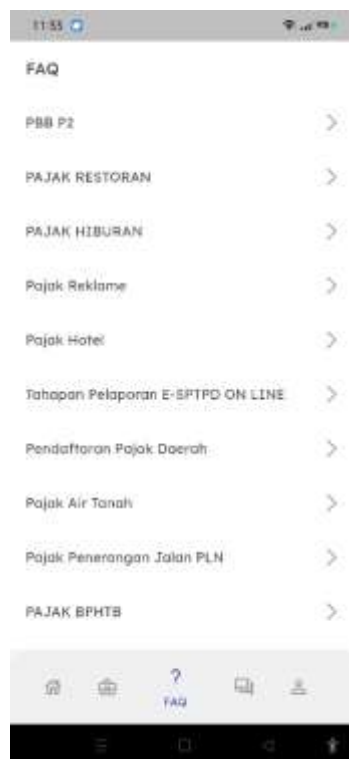 11:55
FAQ
PBB P2
PAJAK RESTORAN
PAJAK HIBURAN
Pajak Reklame
Pajak Hotel
Tahapan Pelaporan E-SPTPD ON LINE
Pendaftaran Pajak Daerah
Pajak Air Tanah
Pajak Penerangan Jalan PLN
PAJAK BPHTB
?
FAQ